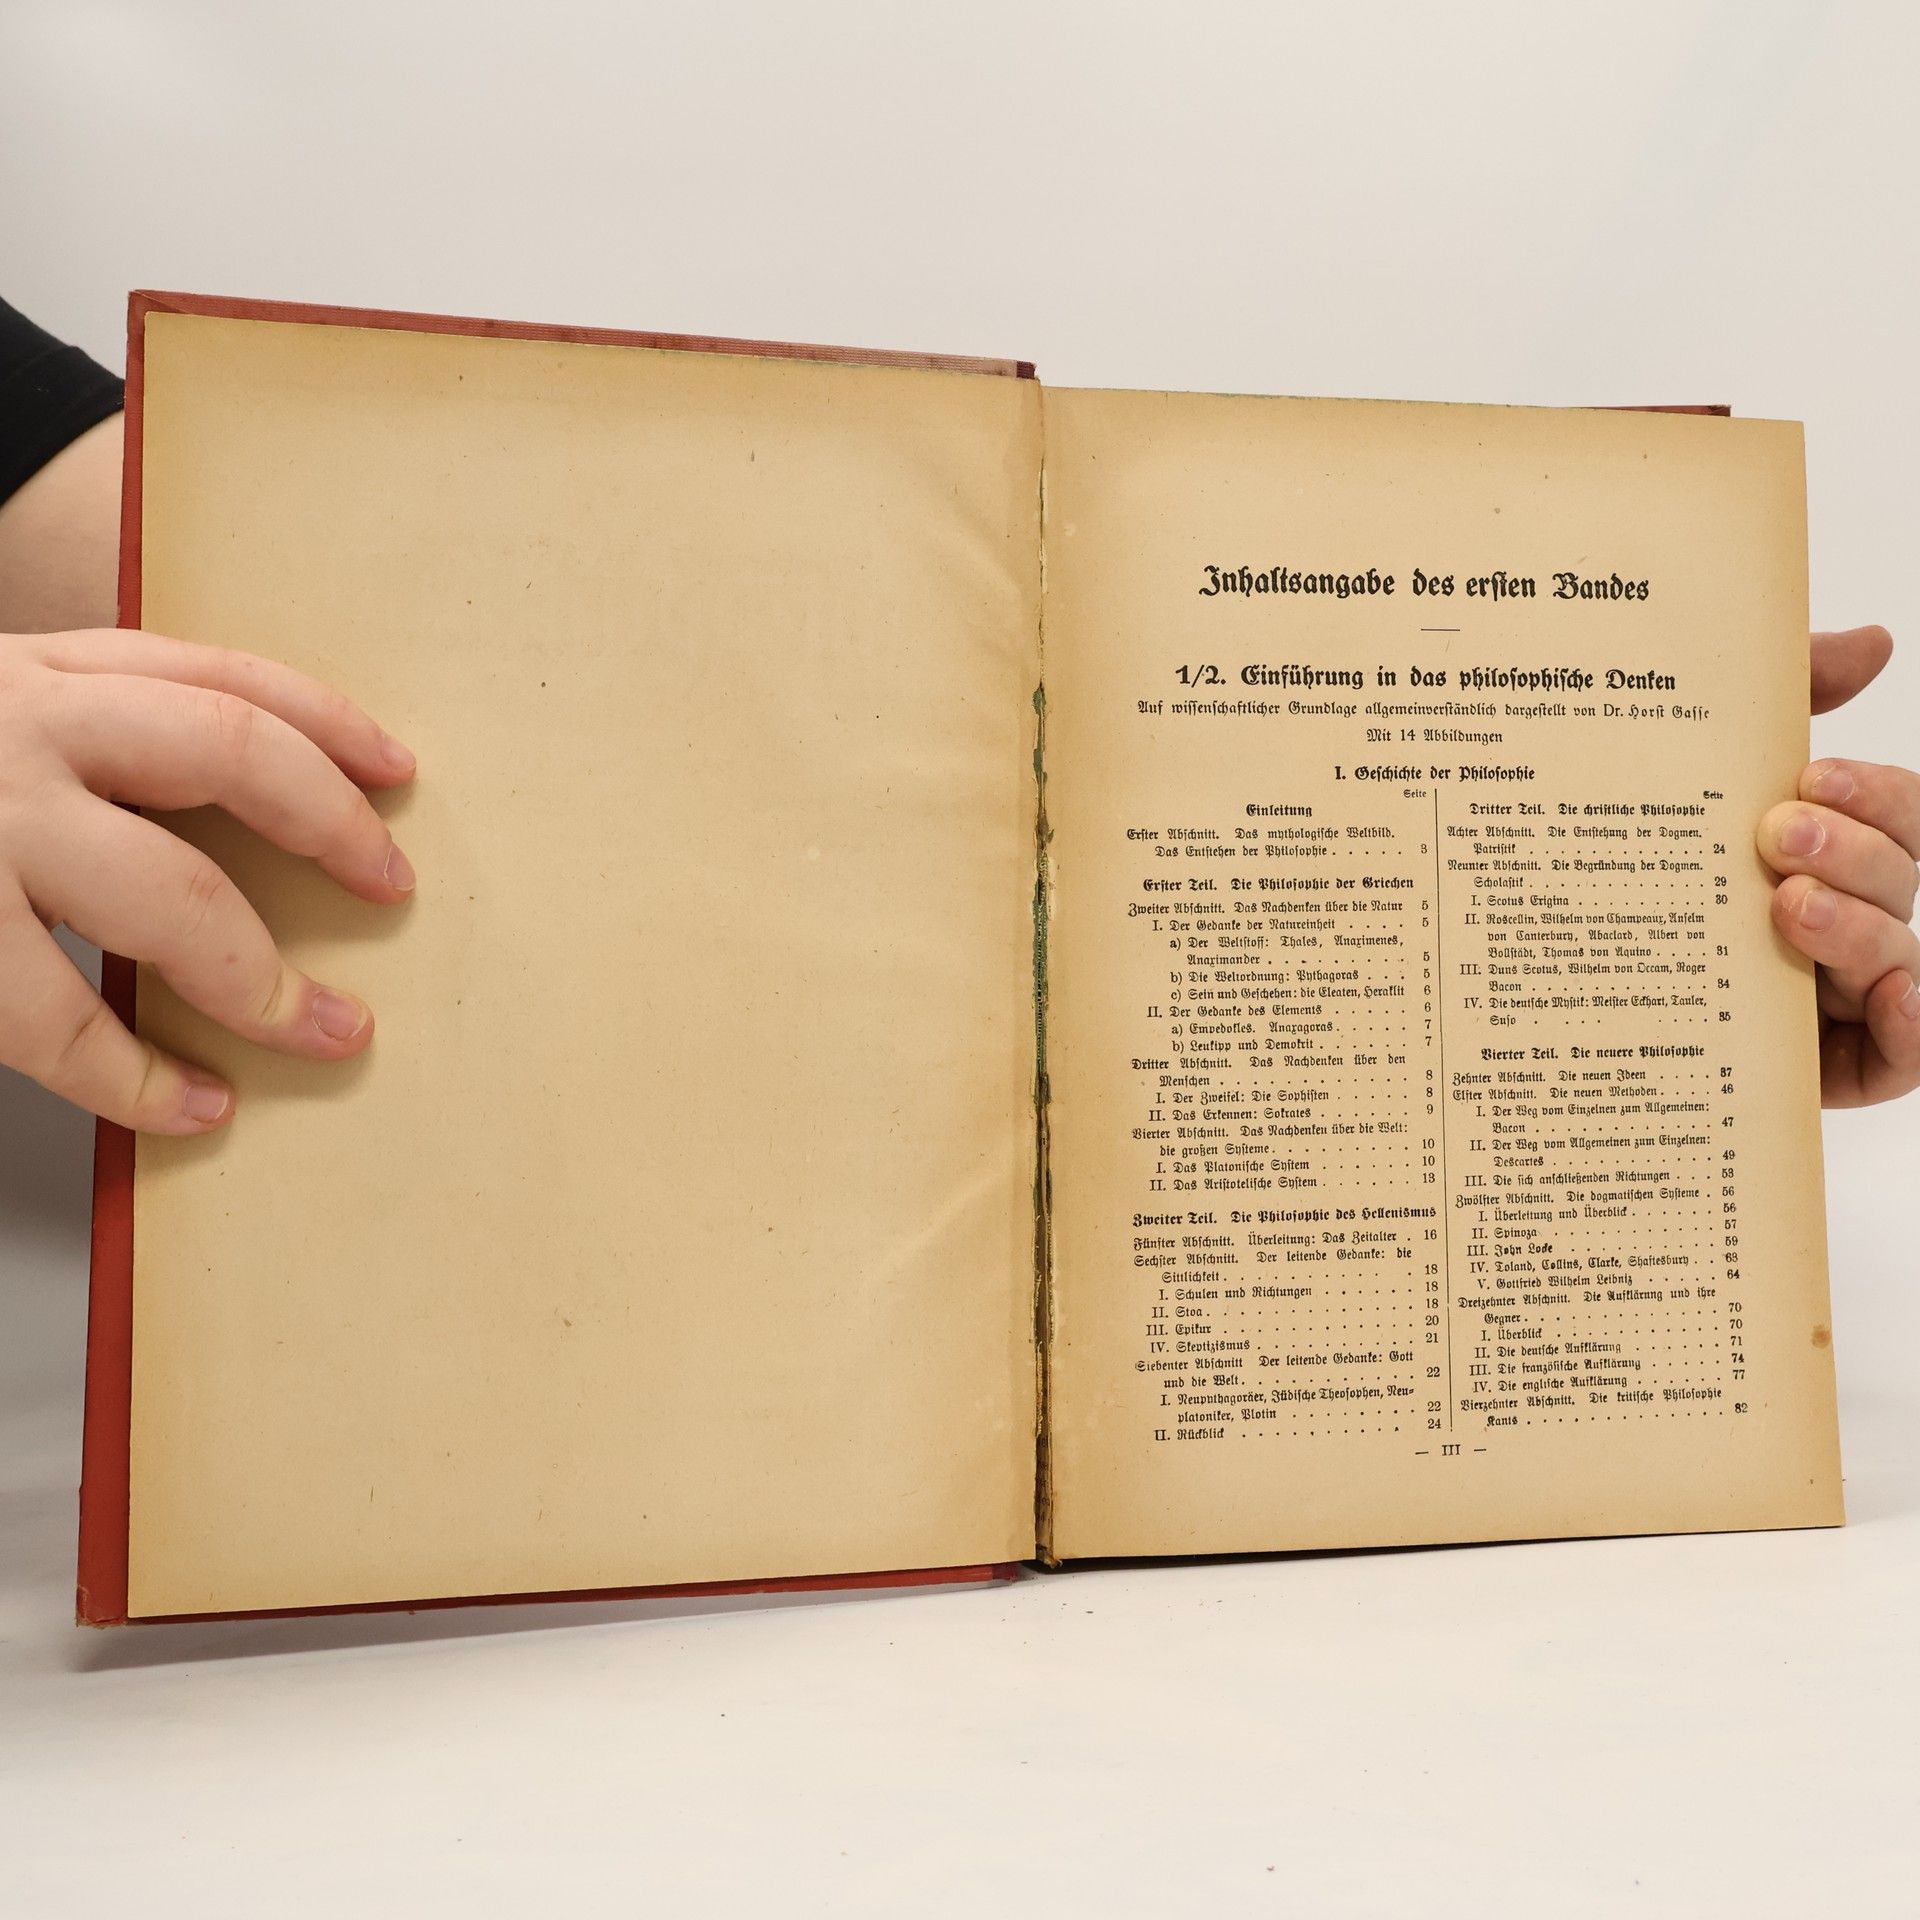 Inhaltsangabe des ersten Bandes
1/2. Einführung in das philosophische Denken
Auf wissenschaftlicher Grundlage allgemeinverständlich dargestellt von Dr. Horst Gasse
Mit 14 Abbildungen
I. Geschichte der Philosophie
Seite
Einleitung
Erster Abschnitt. Das mythologische Weltbild.
Das Entstehen der Philosophie . . . . . 3
Erster Teil. Die Philosophie der Griechen
Zweiter Abschnitt. Das Nachdenken über die Natur 5
I. Der Gedanke der Natureinheit . . . . 5
a) Der Weltstoff: Thales, Anaximenes,
Anaximander . . . . . . . . . 5
b) Die Weltordnung: Pythagoras . . . 5
c) Sein und Geschehen: die Eleaten, Heraklit 6
II. Der Gedanke des Elements . . . . . 6
a) Empedokles. Anaxagoras . . . . . 7
b) Leukipp und Demokrit . . . . . . 7
Dritter Abschnitt. Das Nachdenken über den
Menschen . . . . . . . . . . . . 8
I. Der Zweifel: Die Sophisten . . . . . 8
II. Das Erkennen: Sokrates . . . . . . 9
Vierter Abschnitt. Das Nachdenken über die Welt:
die großen Systeme . . . . . . . . . 10
I. Das Platonische System . . . . . . 10
II. Das Aristotelische System . . . . . . 13
Zweiter Teil. Die Philosophie des Hellenismus
Fünfter Abschnitt. Überleitung: Das Zeitalter . 16
Sechster Abschnitt. Der leitende Gedanke: die
Sittlichkeit . . . . . . . . . . . 18
I. Schulen und Richtungen . . . . . . 18
II. Stoa . . . . . . . . . . . . . 18
III. Epikur . . . . . . . . . . . . 20
IV. Skeptizismus . . . . . . . . . . 21
Siebenter Abschnitt Der leitende Gedanke: Gott
und die Welt . . . . . . . . . . . 22
I. Neupythagoräer, Jüdische Theosophen, Neu-
platoniker, Plotin . . . . . . . . 22
II. Rückblick . . . . . . . . . . 24
Seite
Dritter Teil. Die christliche Philosophie
Achter Abschnitt. Die Entstehung der Dogmen.
Patristik . . . . . . . . . . . . 24
Neunter Abschnitt. Die Begründung der Dogmen.
Scholastik . . . . . . . . . . . . 29
I. Scotus Erigina . . . . . . . . . 30
II. Roscellin, Wilhelm von Champeaux, Anselm
von Canterbury, Abaelard, Albert von
Bollstädt, Thomas von Aquino . . . . 31
III. Duns Scotus, Wilhelm von Occam, Roger
Bacon . . . . . . . . . . . . 34
IV. Die deutsche Mystik: Meister Eckhart, Tauler,
Suso . . . . . . . . 35
Vierter Teil. Die neuere Philosophie
Zehnter Abschnitt. Die neuen Ideen . . . . 37
Elfter Abschnitt. Die neuen Methoden . . . . 46
I. Der Weg vom Einzelnen zum Allgemeinen:
Bacon . . . . . . . . . . . . 47
II. Der Weg vom Allgemeinen zum Einzelnen:
Descartes . . . . . . . . . . . 49
III. Die sich anschließenden Richtungen . . . 53
Zwölfter Abschnitt. Die dogmatischen Systeme . 56
I. Überleitung und Überblick . . . . . . 56
II. Spinoza . . . . . . . . . . . 57
III. John Locke . . . . . . . . . . 59
IV. Toland, Collins, Clarke, Shaftesbury . . 63
V. Gottfried Wilhelm Leibniz . . . . . 64
Dreizehnter Abschnitt. Die Aufklärung und ihre
Gegner . . . . . . . . . . . . . 70
I. Überblick . . . . . . . . . . . 70
II. Die deutsche Aufklärung . . . . . . 71
III. Die französische Aufklärung . . . . . 74
IV. Die englische Aufklärung . . . . . . 77
Vierzehnter Abschnitt. Die kritische Philosophie
Kants . . . . . . . . . . . . . 82
— III —